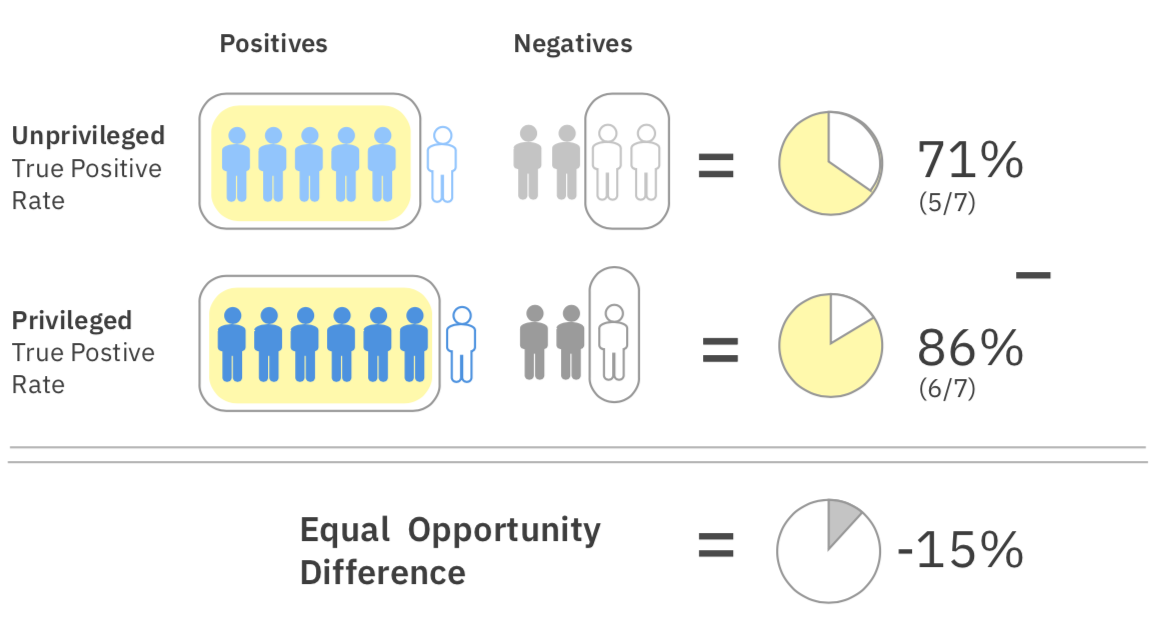 Positives
Negatives
Unprivileged
True Positive
Rate
=
71%
(5/7)
–
Privileged
True Postive
Rate
=
86%
(6/7)
Equal Opportunity
Difference
=
-15%